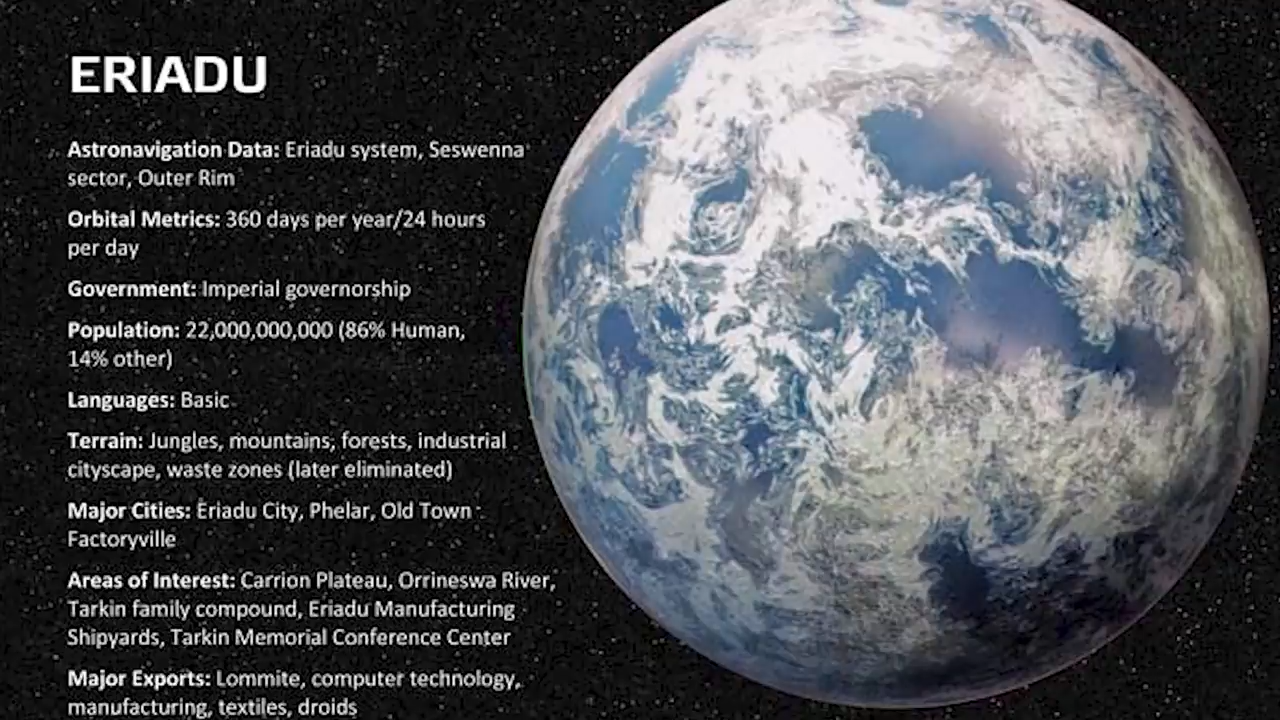 ERIADU
Astronavigation Data: Eriadu system, Seswenna
sector, Outer Rim
Orbital Metrics: 360 days per year/24 hours
per day
Government: Imperial governorship
Population: 22,000,000,000 (86% Human,
14% other)
Languages: Basic
Terrain: Jungles, mountains, forests, industrial
cityscape, waste zones (later eliminated)
Major Cities: Eriadu City, Phelar, Old Town
Factoryville
Areas of Interest: Carrion Plateau, Orrineswa River,
Tarkin family compound, Eriadu Manufacturing
Shipyards, Tarkin Memorial Conference Center
Major Exports: Lommite, computer technology,
manufacturing, textiles, droids